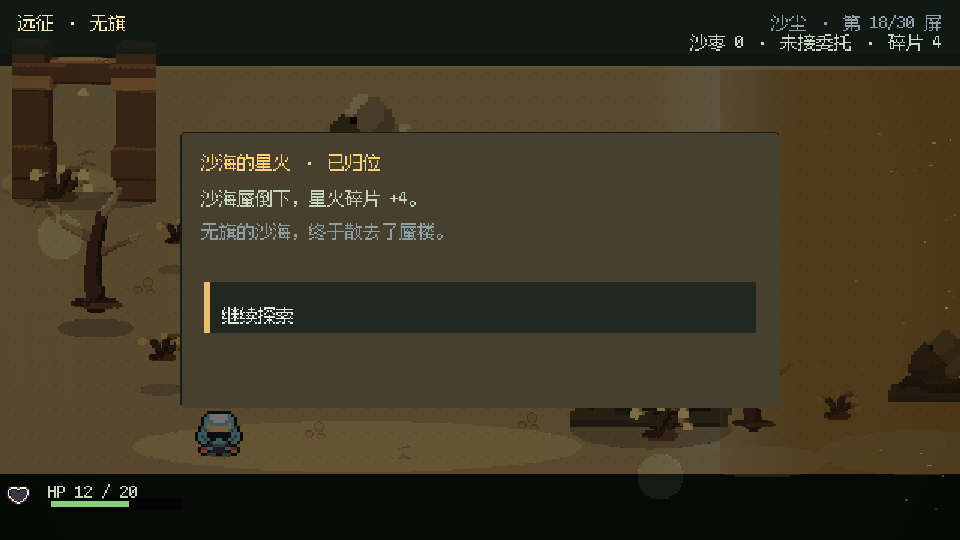 远征 · 无旗
沙尘 · 第 18/30 屏
沙枣 0 · 未接委托 · 碎片 4
沙海的星火 · 已归位
沙海蜃倒下，星火碎片 +4。
无旗的沙海，终于散去了蜃楼。
继续探索
HP 12 / 20